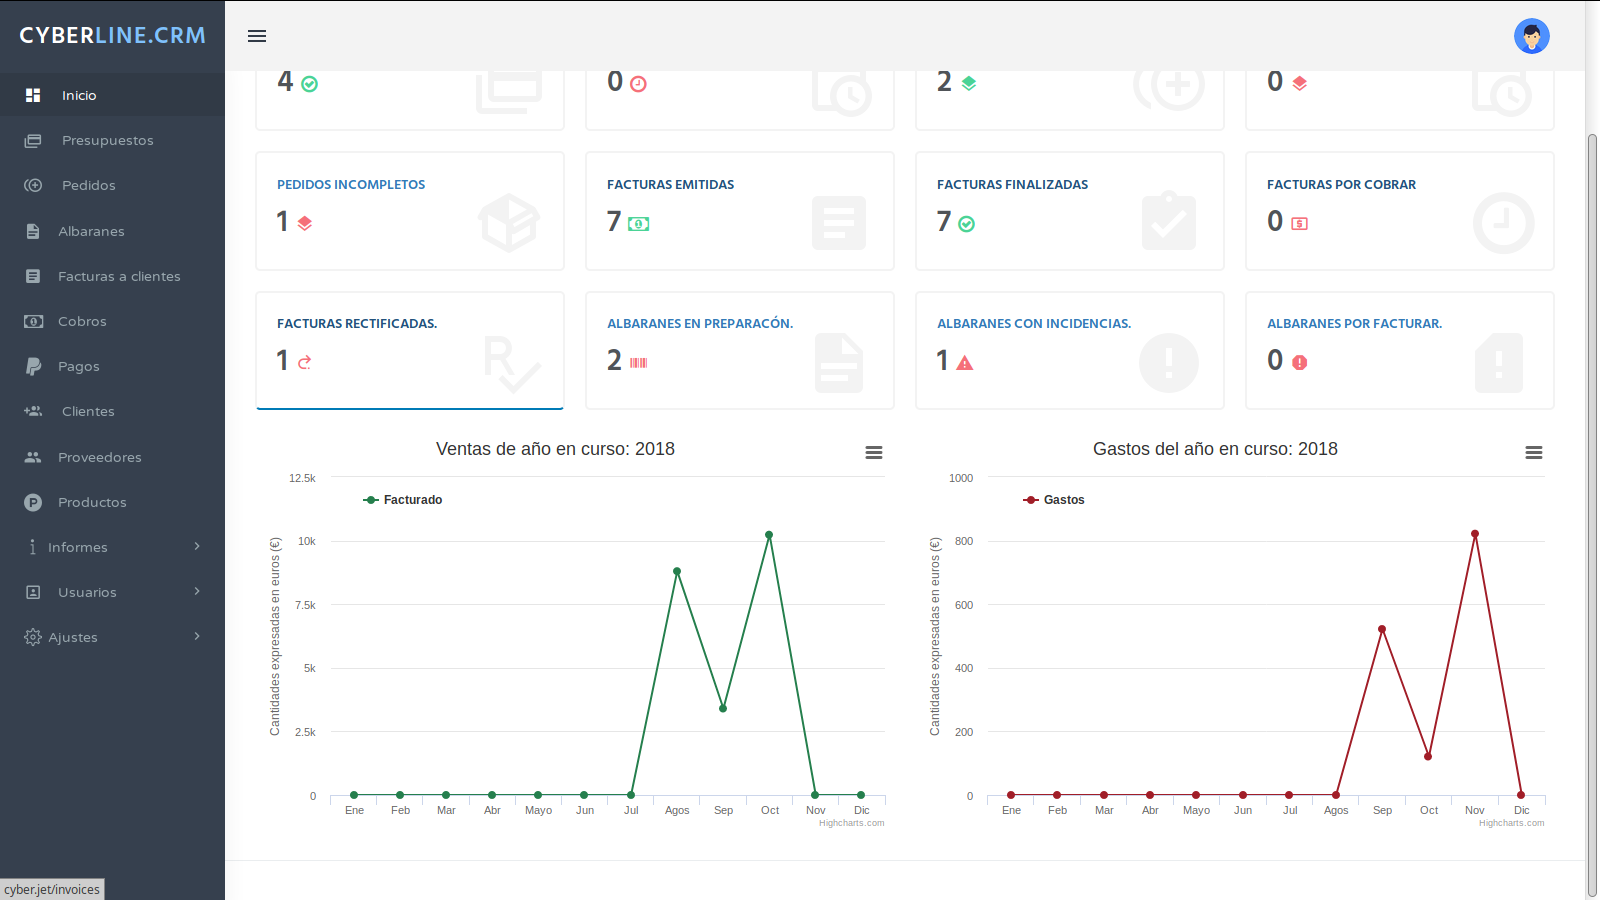 CYBERLINE.CRM
Inicio
Presupuestos
Pedidos
Albaranes
Facturas a clientes
Cobros
Pagos
Clientes
Proveedores
Productos
Informes
Usuarios
Ajustes
cyber.jet/invoices
4
0
2
0
PEDIDOS INCOMPLETOS
1
FACTURAS EMITIDAS
7
FACTURAS FINALIZADAS
7
FACTURAS POR COBRAR
0
FACTURAS RECTIFICADAS.
1
ALBARANES EN PREPARACÓN.
2
ALBARANES CON INCIDENCIAS.
1
ALBARANES POR FACTURAR.
0
Ventas de año en curso: 2018
Facturado
Cantidades expresadas en euros (€)
12.5k
10k
7.5k
5k
2.5k
0
Ene Feb Mar Abr Mayo Jun Jul Agos Sep Oct Nov Dic
Highcharts.com
Gastos del año en curso: 2018
Gastos
Cantidades expresadas en euros (€)
1000
800
600
400
200
0
Ene Feb Mar Abr Mayo Jun Jul Agos Sep Oct Nov Dic
Highcharts.com